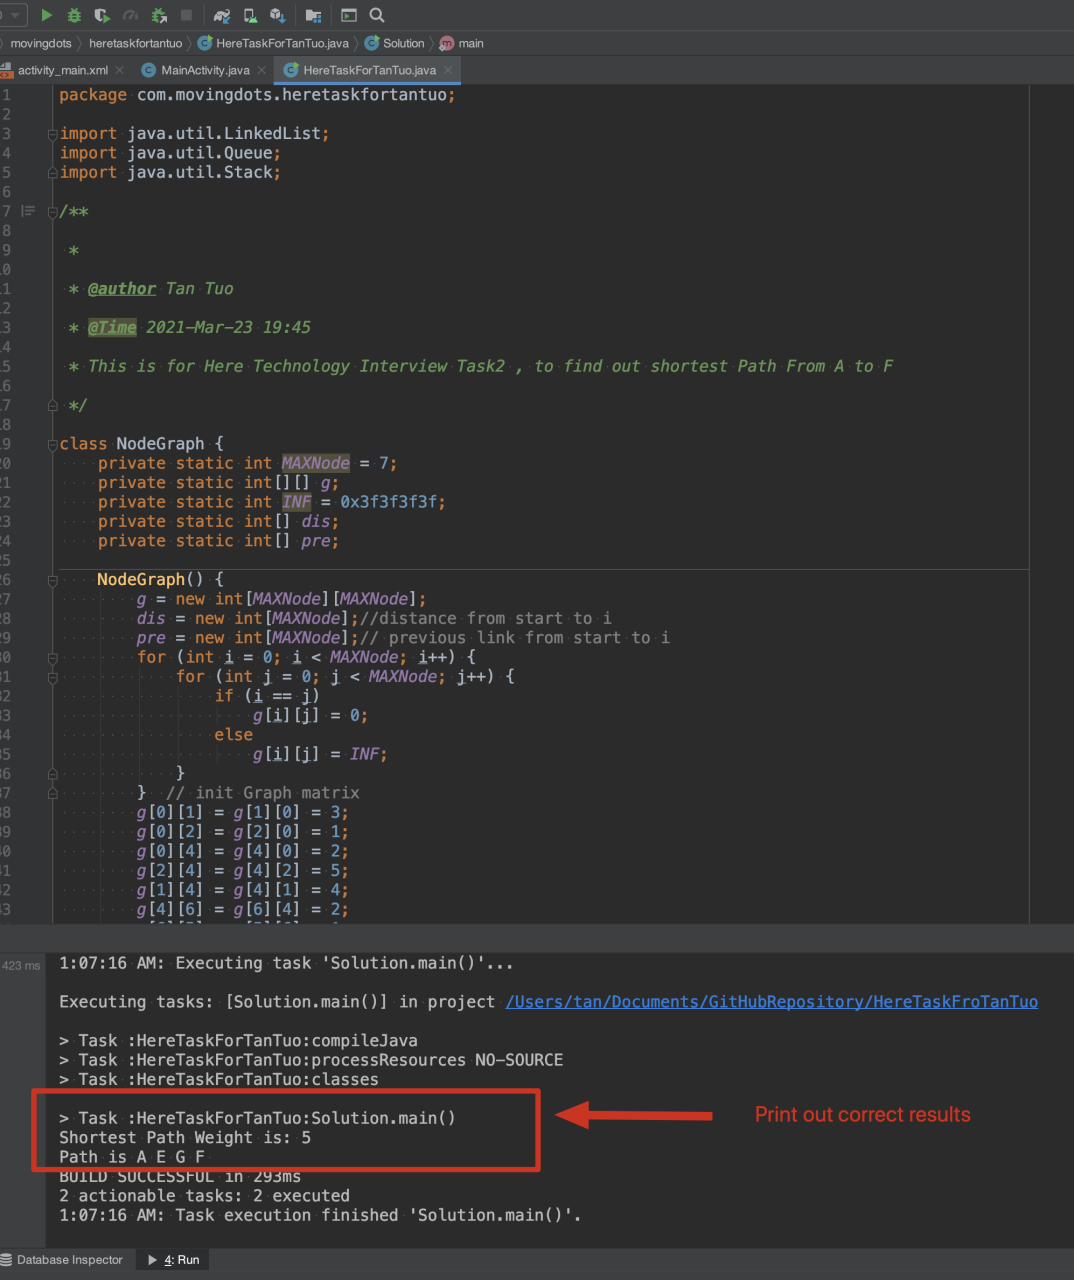 movingdots heretaskfortantuo HereTaskForTanTuo.java Solution main
activity_main.xml MainActivity.java HereTaskForTanTuo.java
1 package com.movingdots.heretaskfortantuo;
2
3 import java.util.LinkedList;
4 import java.util.Queue;
5 import java.util.Stack;
6
7 /**
8
9 *
0
1 * @author Tan Tuo
2
3 * @Time 2021-Mar-23 19:45
4
5 * This is for Here Technology Interview Task2 , to find out shortest Path From A to F
6
7 */
8
9 class NodeGraph {
20 private static int MAXNode = 7;
21 private static int[][] g;
22 private static int INF = 0x3f3f3f3f;
23 private static int[] dis;
24 private static int[] pre;
25
26 NodeGraph() {
27 g = new int[MAXNode][MAXNode];
28 dis = new int[MAXNode];//distance from start to i
29 pre = new int[MAXNode];// previous link from start to i
30 for (int i = 0; i < MAXNode; i++) {
31 for (int j = 0; j < MAXNode; j++) {
32 if (i == j)
33 g[i][j] = 0;
34 else
35 g[i][j] = INF;
36 }
37 } // init Graph matrix
38 g[0][1] = g[1][0] = 3;
39 g[0][2] = g[2][0] = 1;
40 g[0][4] = g[4][0] = 2;
41 g[2][4] = g[4][2] = 5;
42 g[1][4] = g[4][1] = 4;
43 g[4][6] = g[6][4] = 2;
423 ms 1:07:16 AM: Executing task 'Solution.main()'...
Executing tasks: [Solution.main()] in project /Users/tan/Documents/GitHubRepository/HereTaskFroTanTuo
> Task :HereTaskForTanTuo:compileJava
> Task :HereTaskForTanTuo:processResources NO-SOURCE
> Task :HereTaskForTanTuo:classes
> Task :HereTaskForTanTuo:Solution.main()
Print out correct results
Shortest Path Weight is: 5
Path is A E G F
BUILD SUCCESSFUL in 293ms
2 actionable tasks: 2 executed
1:07:16 AM: Task execution finished 'Solution.main()'.
Database Inspector 4: Run